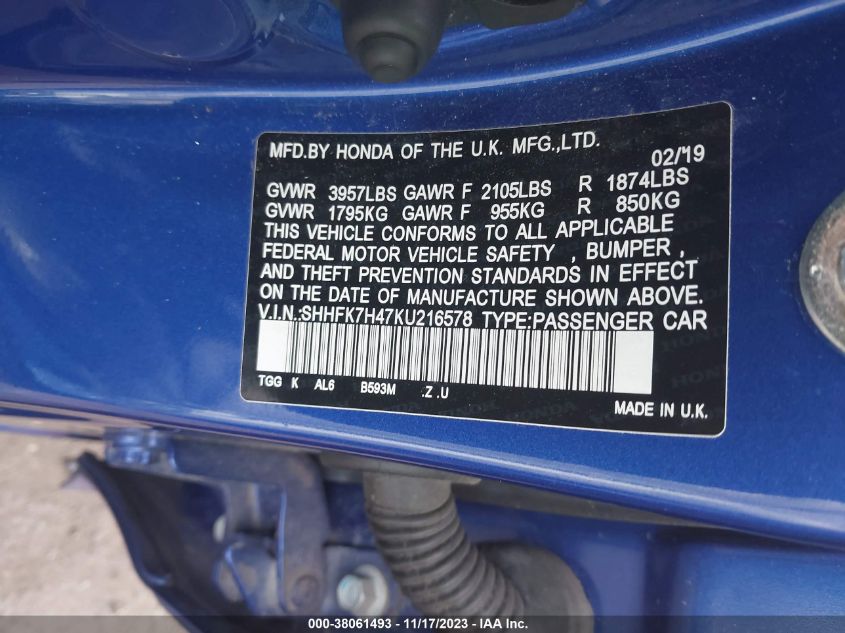 MFD.BY HONDA OF THE U.K. MFG.,LTD. 02/'19
GVWR 3957LBS GAWR F 2105LBS R 1874LBS
GVWR 1795KG GAWR F 955KG R 850KG
THIS VEHICLE CONFORMS TO ALL APPLICABLE
FEDERAL MOTOR VEHICLE SAFETY , BUMPER ,
AND THEFT PREVENTION STANDARDS IN EFFECT
ON THE DATE OF MANUFACTURE SHOWN ABOVE.
V.I.N.:SHHFK7H47KU216578 TYPE:PASSENGER CAR
TGG K AL6 B593M .Z .U
MADE IN U.K.
000-38061493 - 11/17/2023 - IAAI.com